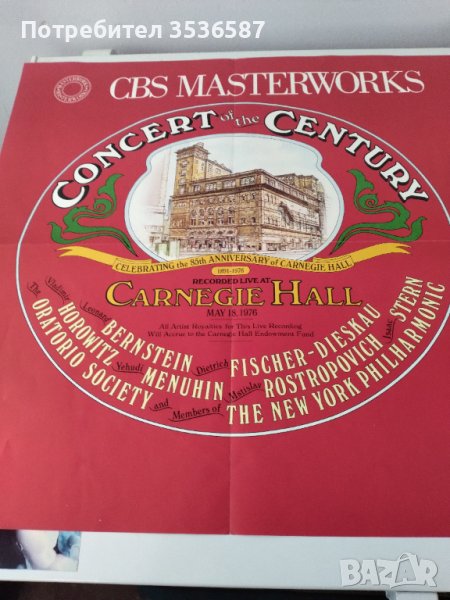 Потребител 3536587
CBS MASTERWORKS
CONCERT of the CENTURY
CELEBRATING the 85th ANNIVERSARY of CARNEGIE HALL
1891-1976
RECORDED LIVE AT
CARNEGIE HALL
MAY 18, 1976
All Artist Royalties for This Live Recording
Will Accrue to the Carnegie Hall Endowment Fund
Leonard BERNSTEIN Dietrich FISCHER-DIESKAU
Vladimir HOROWITZ Yehudi MENUHIN Mstislav ROSTROPOVICH Isaac STERN
The ORATORIO SOCIETY and Members of THE NEW YORK PHILHARMONIC
BAZAR